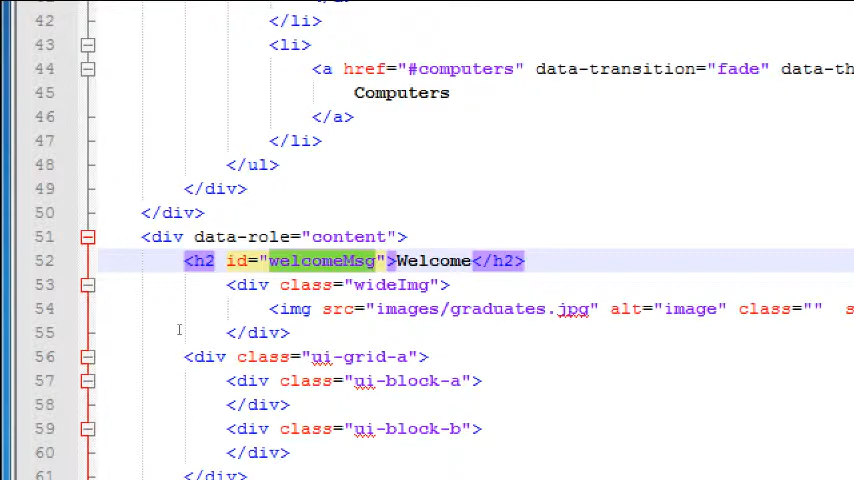 42 </li>
43 <li>
44 <a href="#computers" data-transition="fade" data-th
45 Computers
46 </a>
47 </li>
48 </ul>
49 </div>
50 </div>
51 <div data-role="content">
52 <h2 id="welcomeMsg">Welcome</h2>
53 <div class="wideImg">
54 <img src="images/graduates.jpg" alt="image" class="" s
55 </div>
56 <div class="ui-grid-a">
57 <div class="ui-block-a">
58 </div>
59 <div class="ui-block-b">
60 </div>
61 </div>